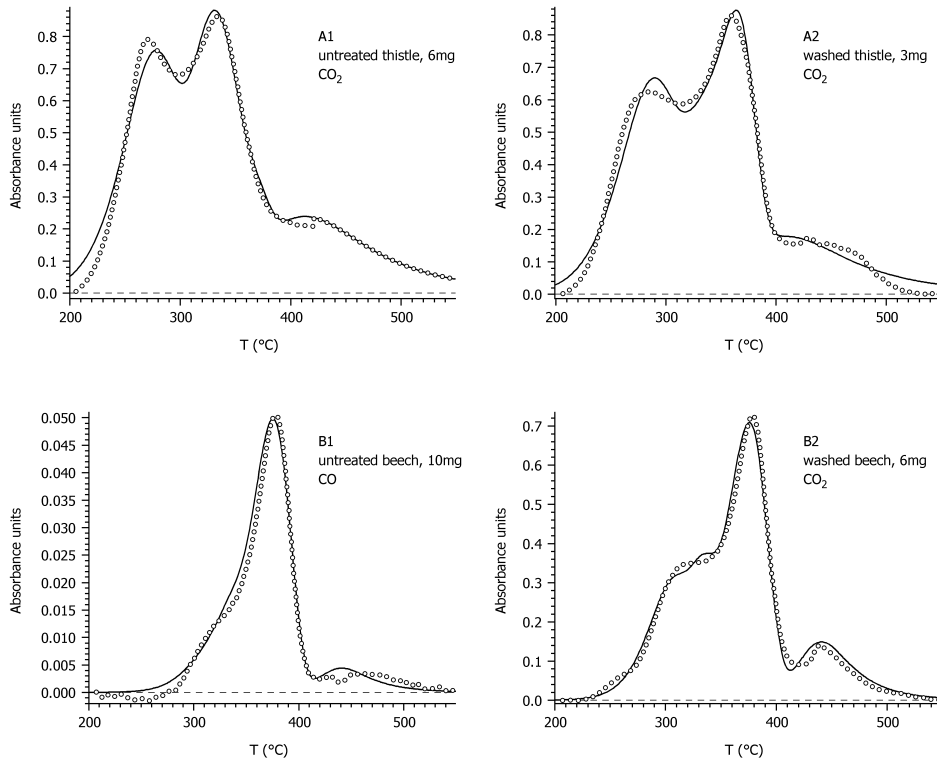 A1
untreated thistle, 6mg
CO2
Absorbance units
0.8
0.7
0.6
0.5
0.4
0.3
0.2
0.1
0.0
200
300
400
500
T (°C)
A2
washed thistle, 3mg
CO2
Absorbance units
0.8
0.7
0.6
0.5
0.4
0.3
0.2
0.1
0.0
200
300
400
500
T (°C)
B1
untreated beech, 10mg
CO
Absorbance units
0.050
0.045
0.040
0.035
0.030
0.025
0.020
0.015
0.010
0.005
0.000
200
300
400
500
T (°C)
B2
washed beech, 6mg
CO2
Absorbance units
0.7
0.6
0.5
0.4
0.3
0.2
0.1
0.0
200
300
400
500
T (°C)